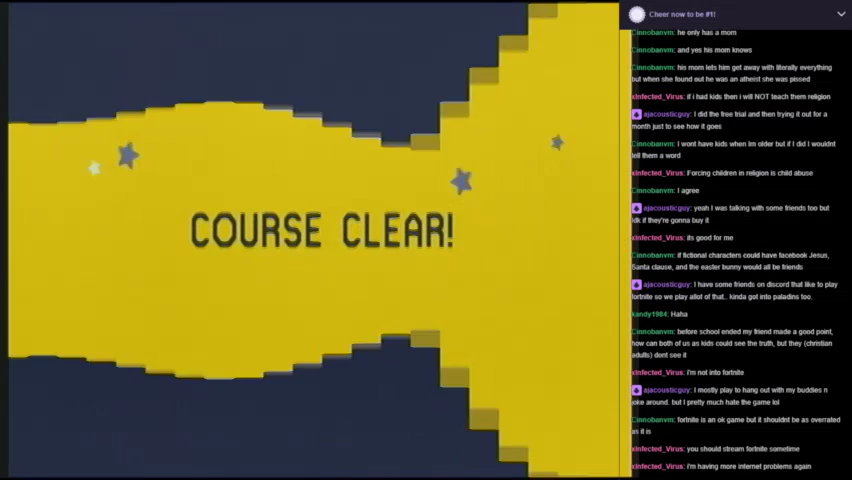 COURSE CLEAR!
Cheer now to be #1!
Cinnobanvm: he only has a mom
Cinnobanvm: and yes his mom knows
Cinnobanvm: his mom lets him get away with literally everything
but when she found out he was an atheist she was pissed
xInfected_Virus: if i had kids then i will NOT teach them religion
ajacousticguy: I did the free trial and then trying it out for a
month just to see how it goes
Cinnobanvm: I wont have kids when Im older but if I did I wouldnt
tell them a word
xInfected_Virus: Forcing children in religion is child abuse
Cinnobanvm: I agree
ajacousticguy: yeah I was talking with some friends too but
idk if they're gonna buy it
xInfected_Virus: its good for me
Cinnobanvm: if fictional characters could have facebook Jesus,
Santa clause, and the easter bunny would all be friends
ajacousticguy: I have some friends on discord that like to play
fortnite so we play allot of that.. kinda got into paladins too.
kandy1984: Haha
Cinnobanvm: before school ended my friend made a good point,
how can both of us as kids could see the truth, but they (christian
adults) dont see it
xInfected_Virus: i'm not into fortnite
ajacousticguy: I mostly play to hang out with my buddies n
joke around. but I pretty much hate the game lol
Cinnobanvm: fortnite is an ok game but it shouldnt be as overrated
as it is
xInfected_Virus: you should stream fortnite sometime
xInfected_Virus: i'm having more internet problems again